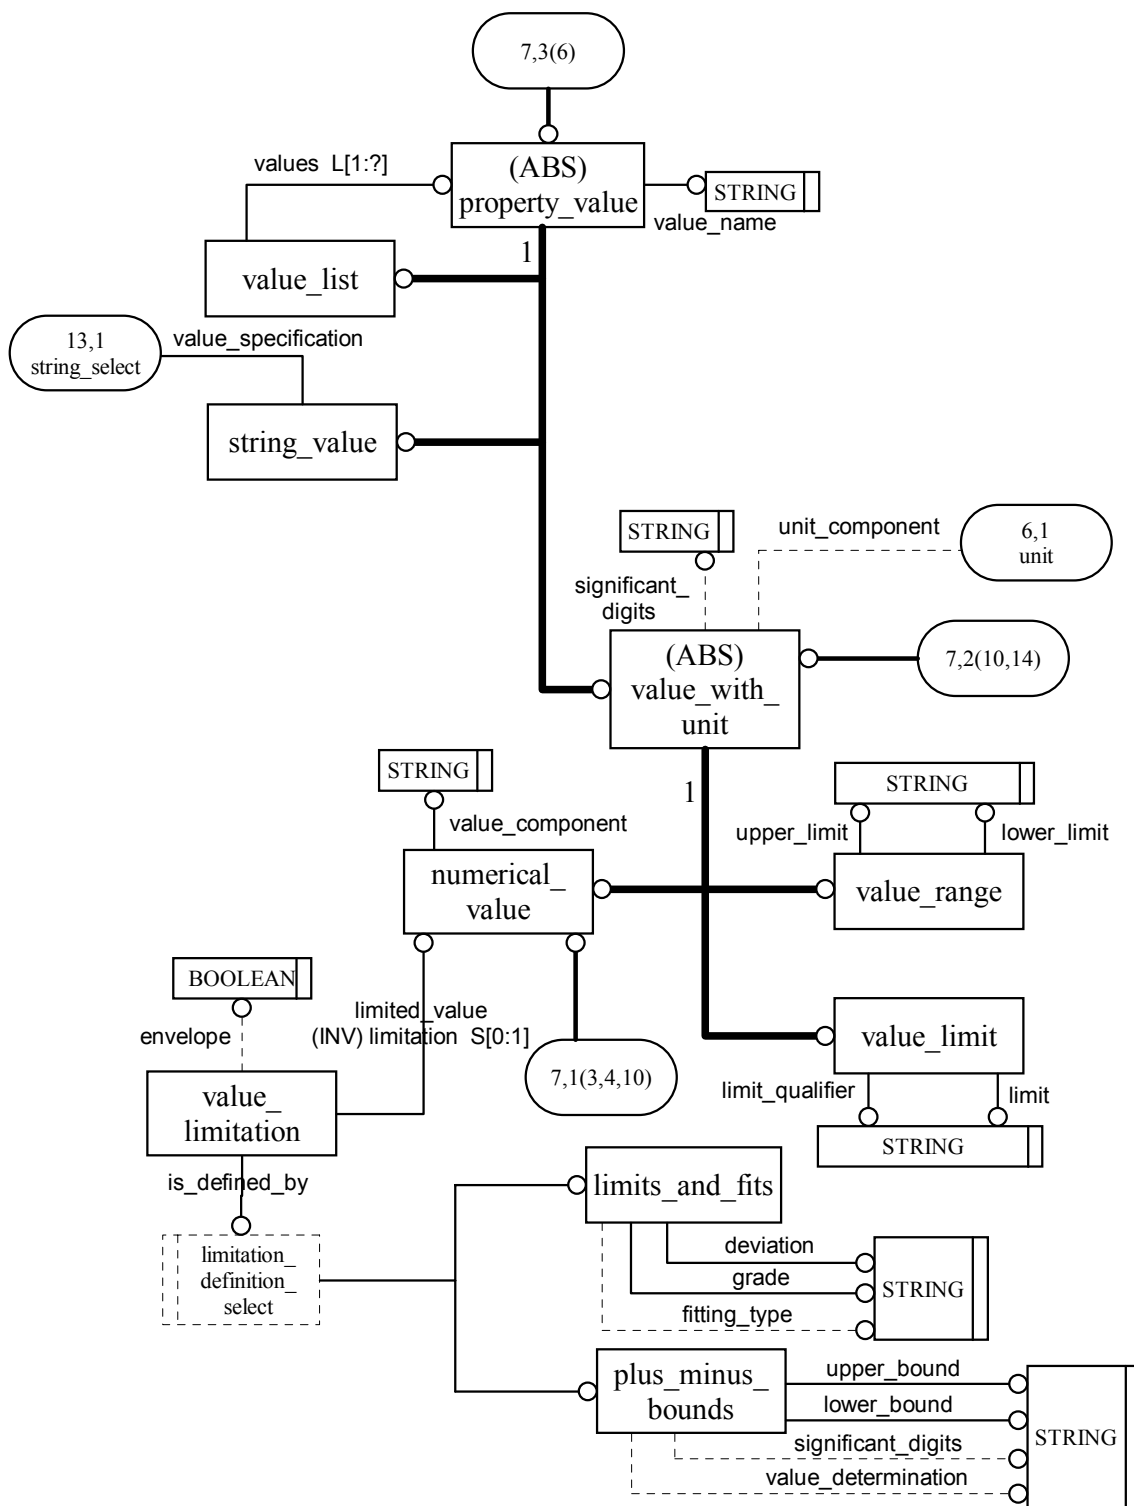 7,3(6)
values L[1:?]
(ABS)
property_value
STRING
value_name
1
value_list
13,1
string_select
value_specification
string_value
STRING
unit_component
6,1
unit
significant_
digits
(ABS)
value_with_
unit
7,2(10,14)
1
STRING
STRING
value_component
upper_limit
lower_limit
numerical_
value
value_range
BOOLEAN
envelope
limited_value
(INV) limitation S[0:1]
value_limit
7,1(3,4,10)
limit_qualifier
limit
value_
limitation
STRING
is_defined_by
limits_and_fits
limitation_
definition_
select
deviation
grade
fitting_type
STRING
plus_minus_
bounds
upper_bound
lower_bound
significant_digits
value_determination
STRING